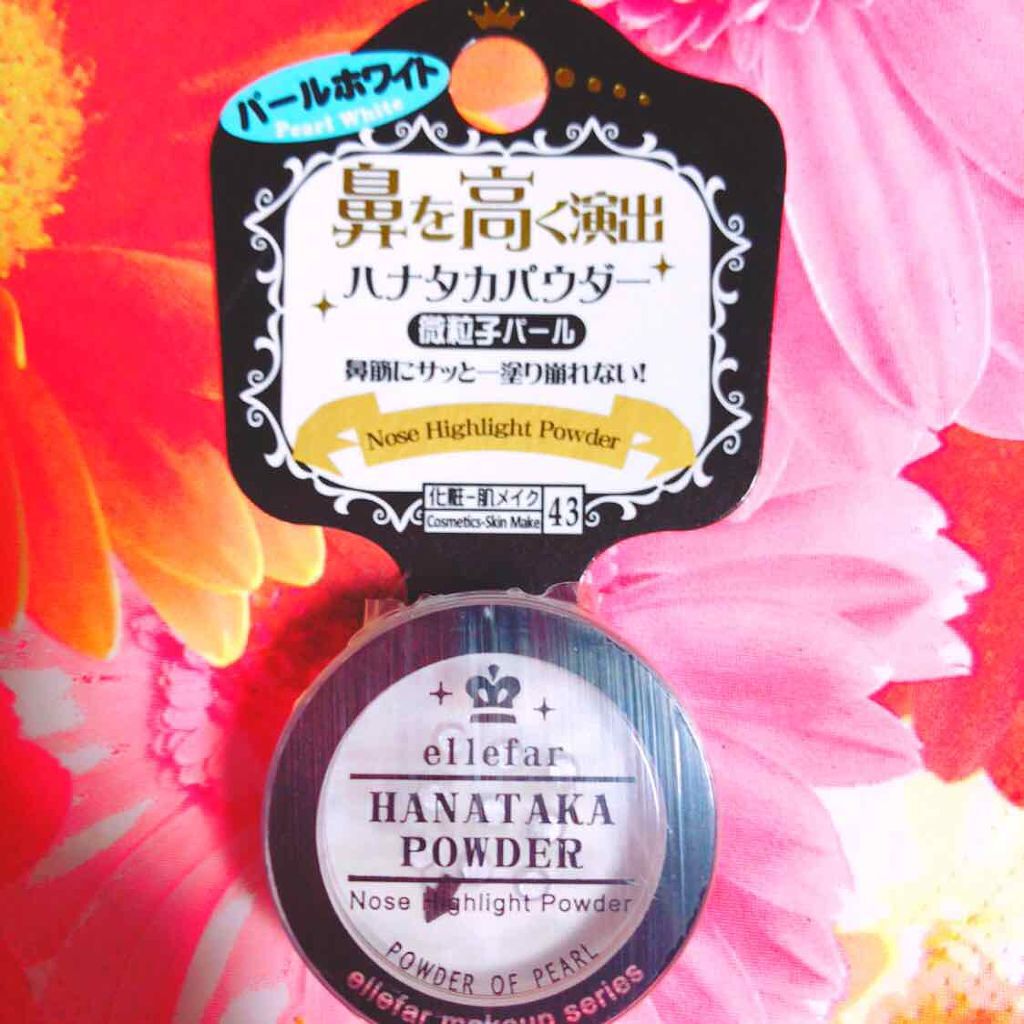 パールホワイト
Pearl White
鼻を高く演出
ハナタカパウダー
微粒子パール
鼻筋にサッと一塗り崩れない!
Nose Highlight Powder
化粧-肌メイク 43
Cosmetics-Skin Make
ellefar
HANATAKA
POWDER
Nose Highlight Powder
POWDER OF PEARL
ellefar makeup series